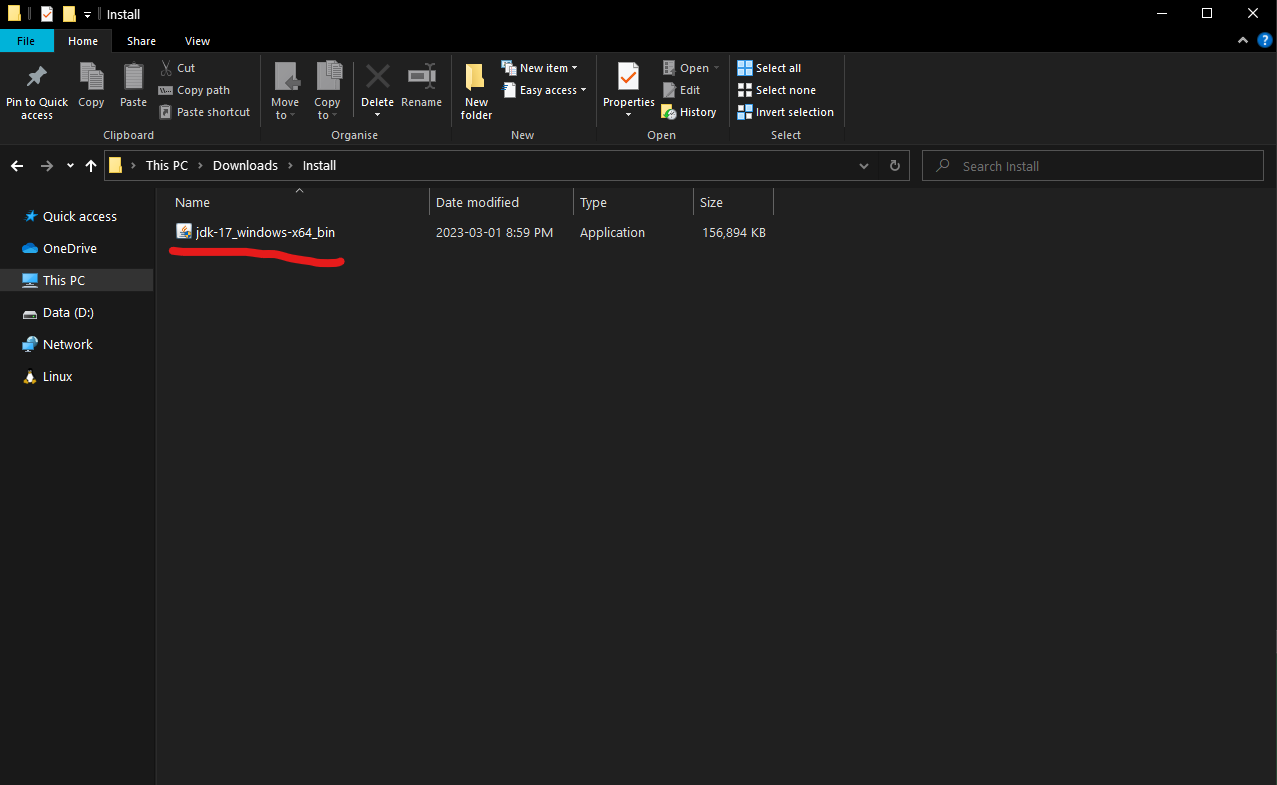 Install
File Home Share View
?
Pin to Quick access
Copy
Paste
Cut
Copy path
Paste shortcut
Clipboard
Move to
Copy to
Delete
Rename
Organise
New folder
New item
Easy access
New
Properties
Open
Edit
History
Open
Select all
Select none
Invert selection
Select
This PC Downloads Install
Search Install
Quick access
OneDrive
This PC
Data (D:)
Network
Linux
Name Date modified Type Size
jdk-17_windows-x64_bin 2023-03-01 8:59 PM Application 156,894 KB